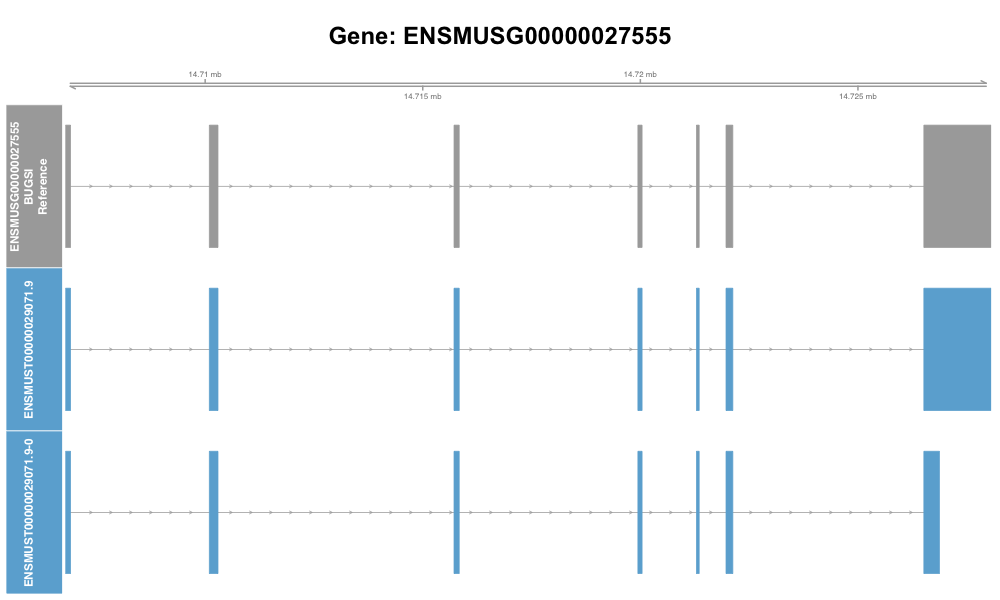 Gene: ENSMUSG00000027555
14.71 mb
14.72 mb
14.715 mb
14.725 mb
ENSMUSG00000027555
BUGSI
Reference
ENSMUST00000029071.9
ENSMUST00000029071.9-0